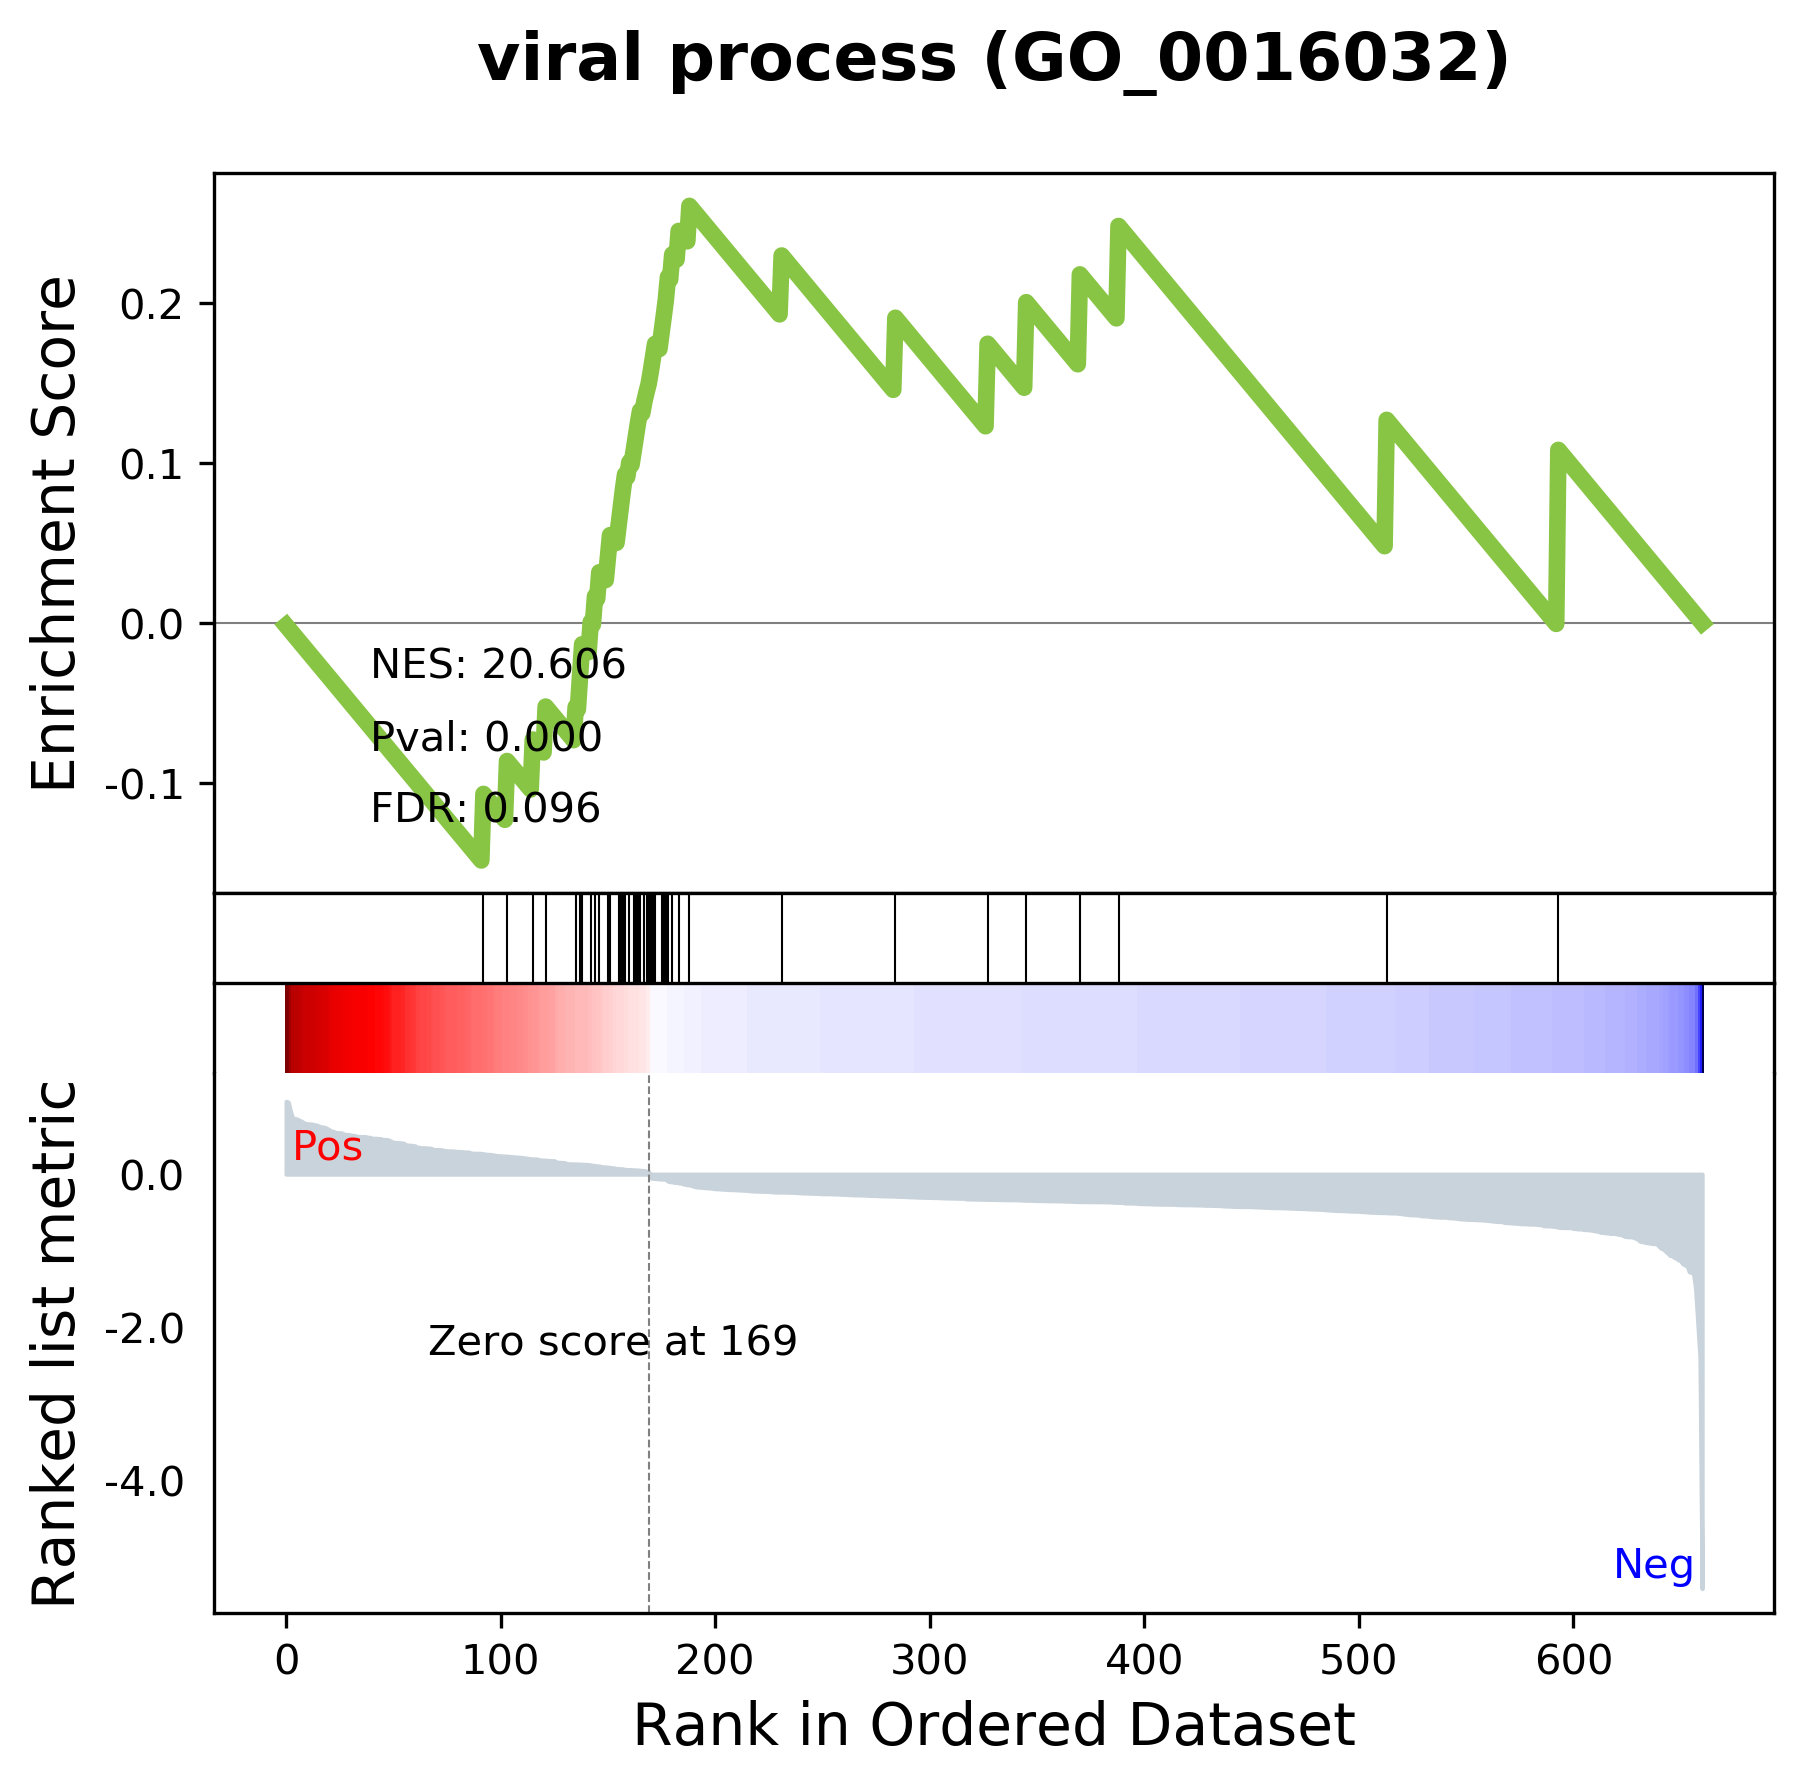 viral process (GO_0016032)
Enrichment Score
0.2
0.1
0.0
-0.1
NES: 20.606
Pval: 0.000
FDR: 0.096
Ranked list metric
0.0
-2.0
-4.0
Pos
Zero score at 169
Neg
0 100 200 300 400 500 600
Rank in Ordered Dataset